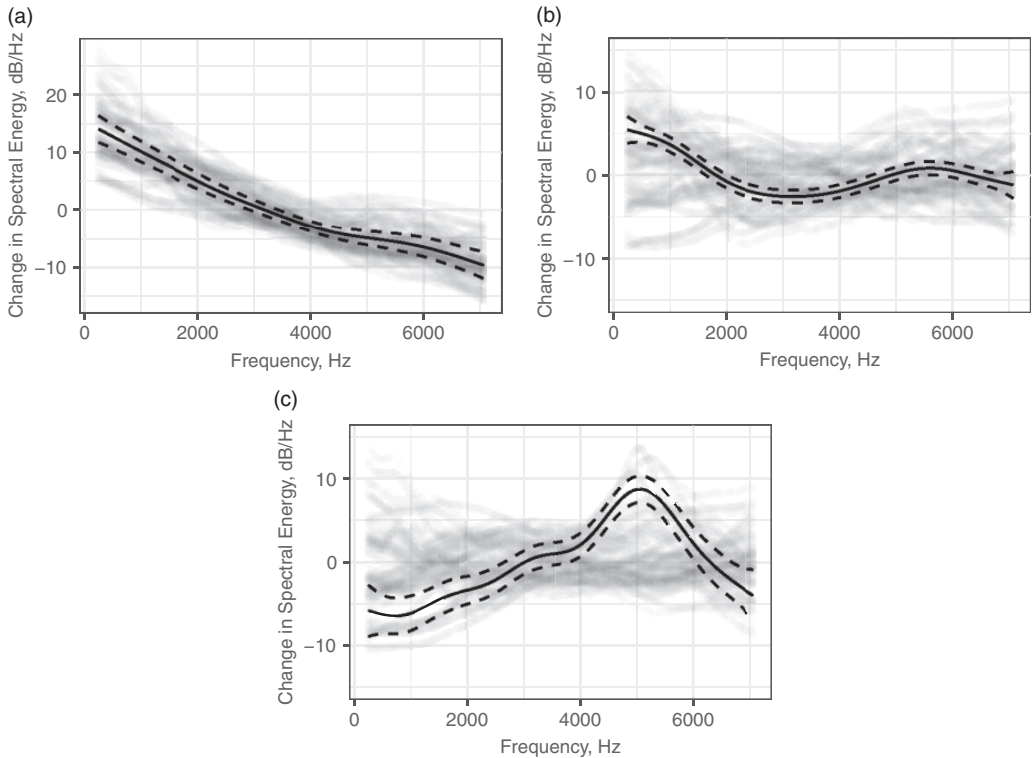 (a)
Change in Spectral Energy, dB/Hz
20
10
0
−10
0 2000 4000 6000
Frequency, Hz
(b)
Change in Spectral Energy, dB/Hz
10
0
−10
0 2000 4000 6000
Frequency, Hz
(c)
Change in Spectral Energy, dB/Hz
10
0
−10
0 2000 4000 6000
Frequency, Hz